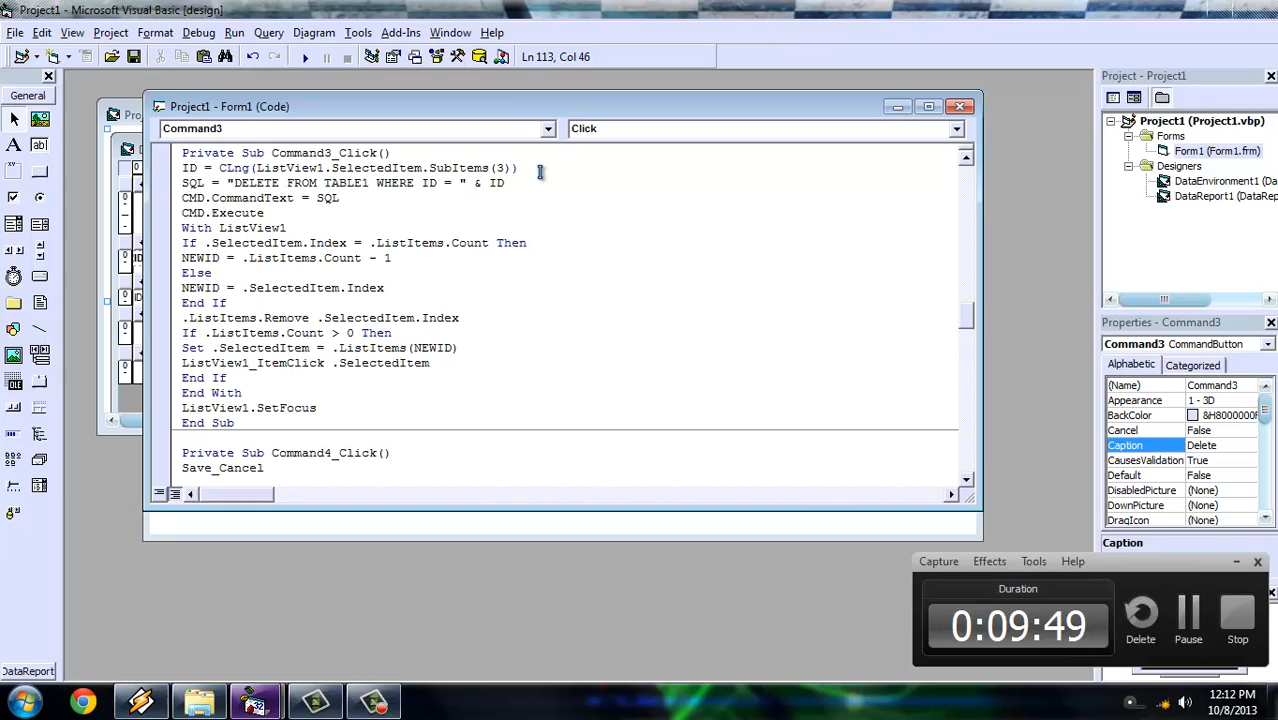 Project1 - Microsoft Visual Basic [design]
File Edit View Project Format Debug Run Query Diagram Tools Add-Ins Window Help
Ln 113, Col 46
General
DataReport
Project1 - Form1 (Code)
Command3
Click
Private Sub Command3_Click()
ID = CLng(ListView1.SelectedItem.SubItems(3))
SQL = "DELETE FROM TABLE1 WHERE ID = " & ID
CMD.CommandText = SQL
CMD.Execute
With ListView1
If .SelectedItem.Index = .ListItems.Count Then
NEWID = .ListItems.Count - 1
Else
NEWID = .SelectedItem.Index
End If
.ListItems.Remove .SelectedItem.Index
If .ListItems.Count > 0 Then
Set .SelectedItem = .ListItems(NEWID)
ListView1_ItemClick .SelectedItem
End If
End With
ListView1.SetFocus
End Sub
Private Sub Command4_Click()
Save_Cancel
Project - Project1
Project1 (Project1.vbp)
Forms
Form1 (Form1.frm)
Designers
DataEnvironment1 (Data
DataReport1 (DataRepo
Properties - Command3
Command3 CommandButton
Alphabetic Categorized
(Name) Command3
Appearance 1 - 3D
BackColor &H8000000F
Cancel False
Caption Delete
CausesValidation True
Default False
DisabledPicture (None)
DownPicture (None)
DragIcon (None)
Caption
Capture Effects Tools Help
Duration
0:09:49
Delete Pause Stop
12:12 PM
10/8/2013